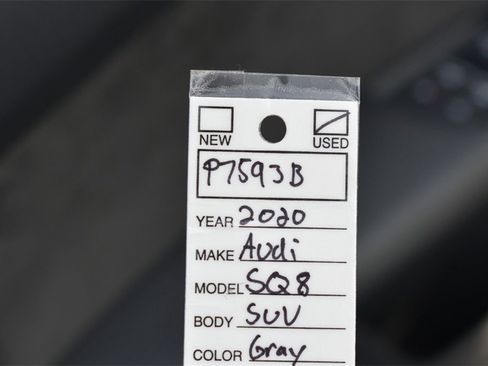 NEW USED
P7593B
YEAR 2020
MAKE Audi
MODEL SQ8
BODY SUV
COLOR Gray